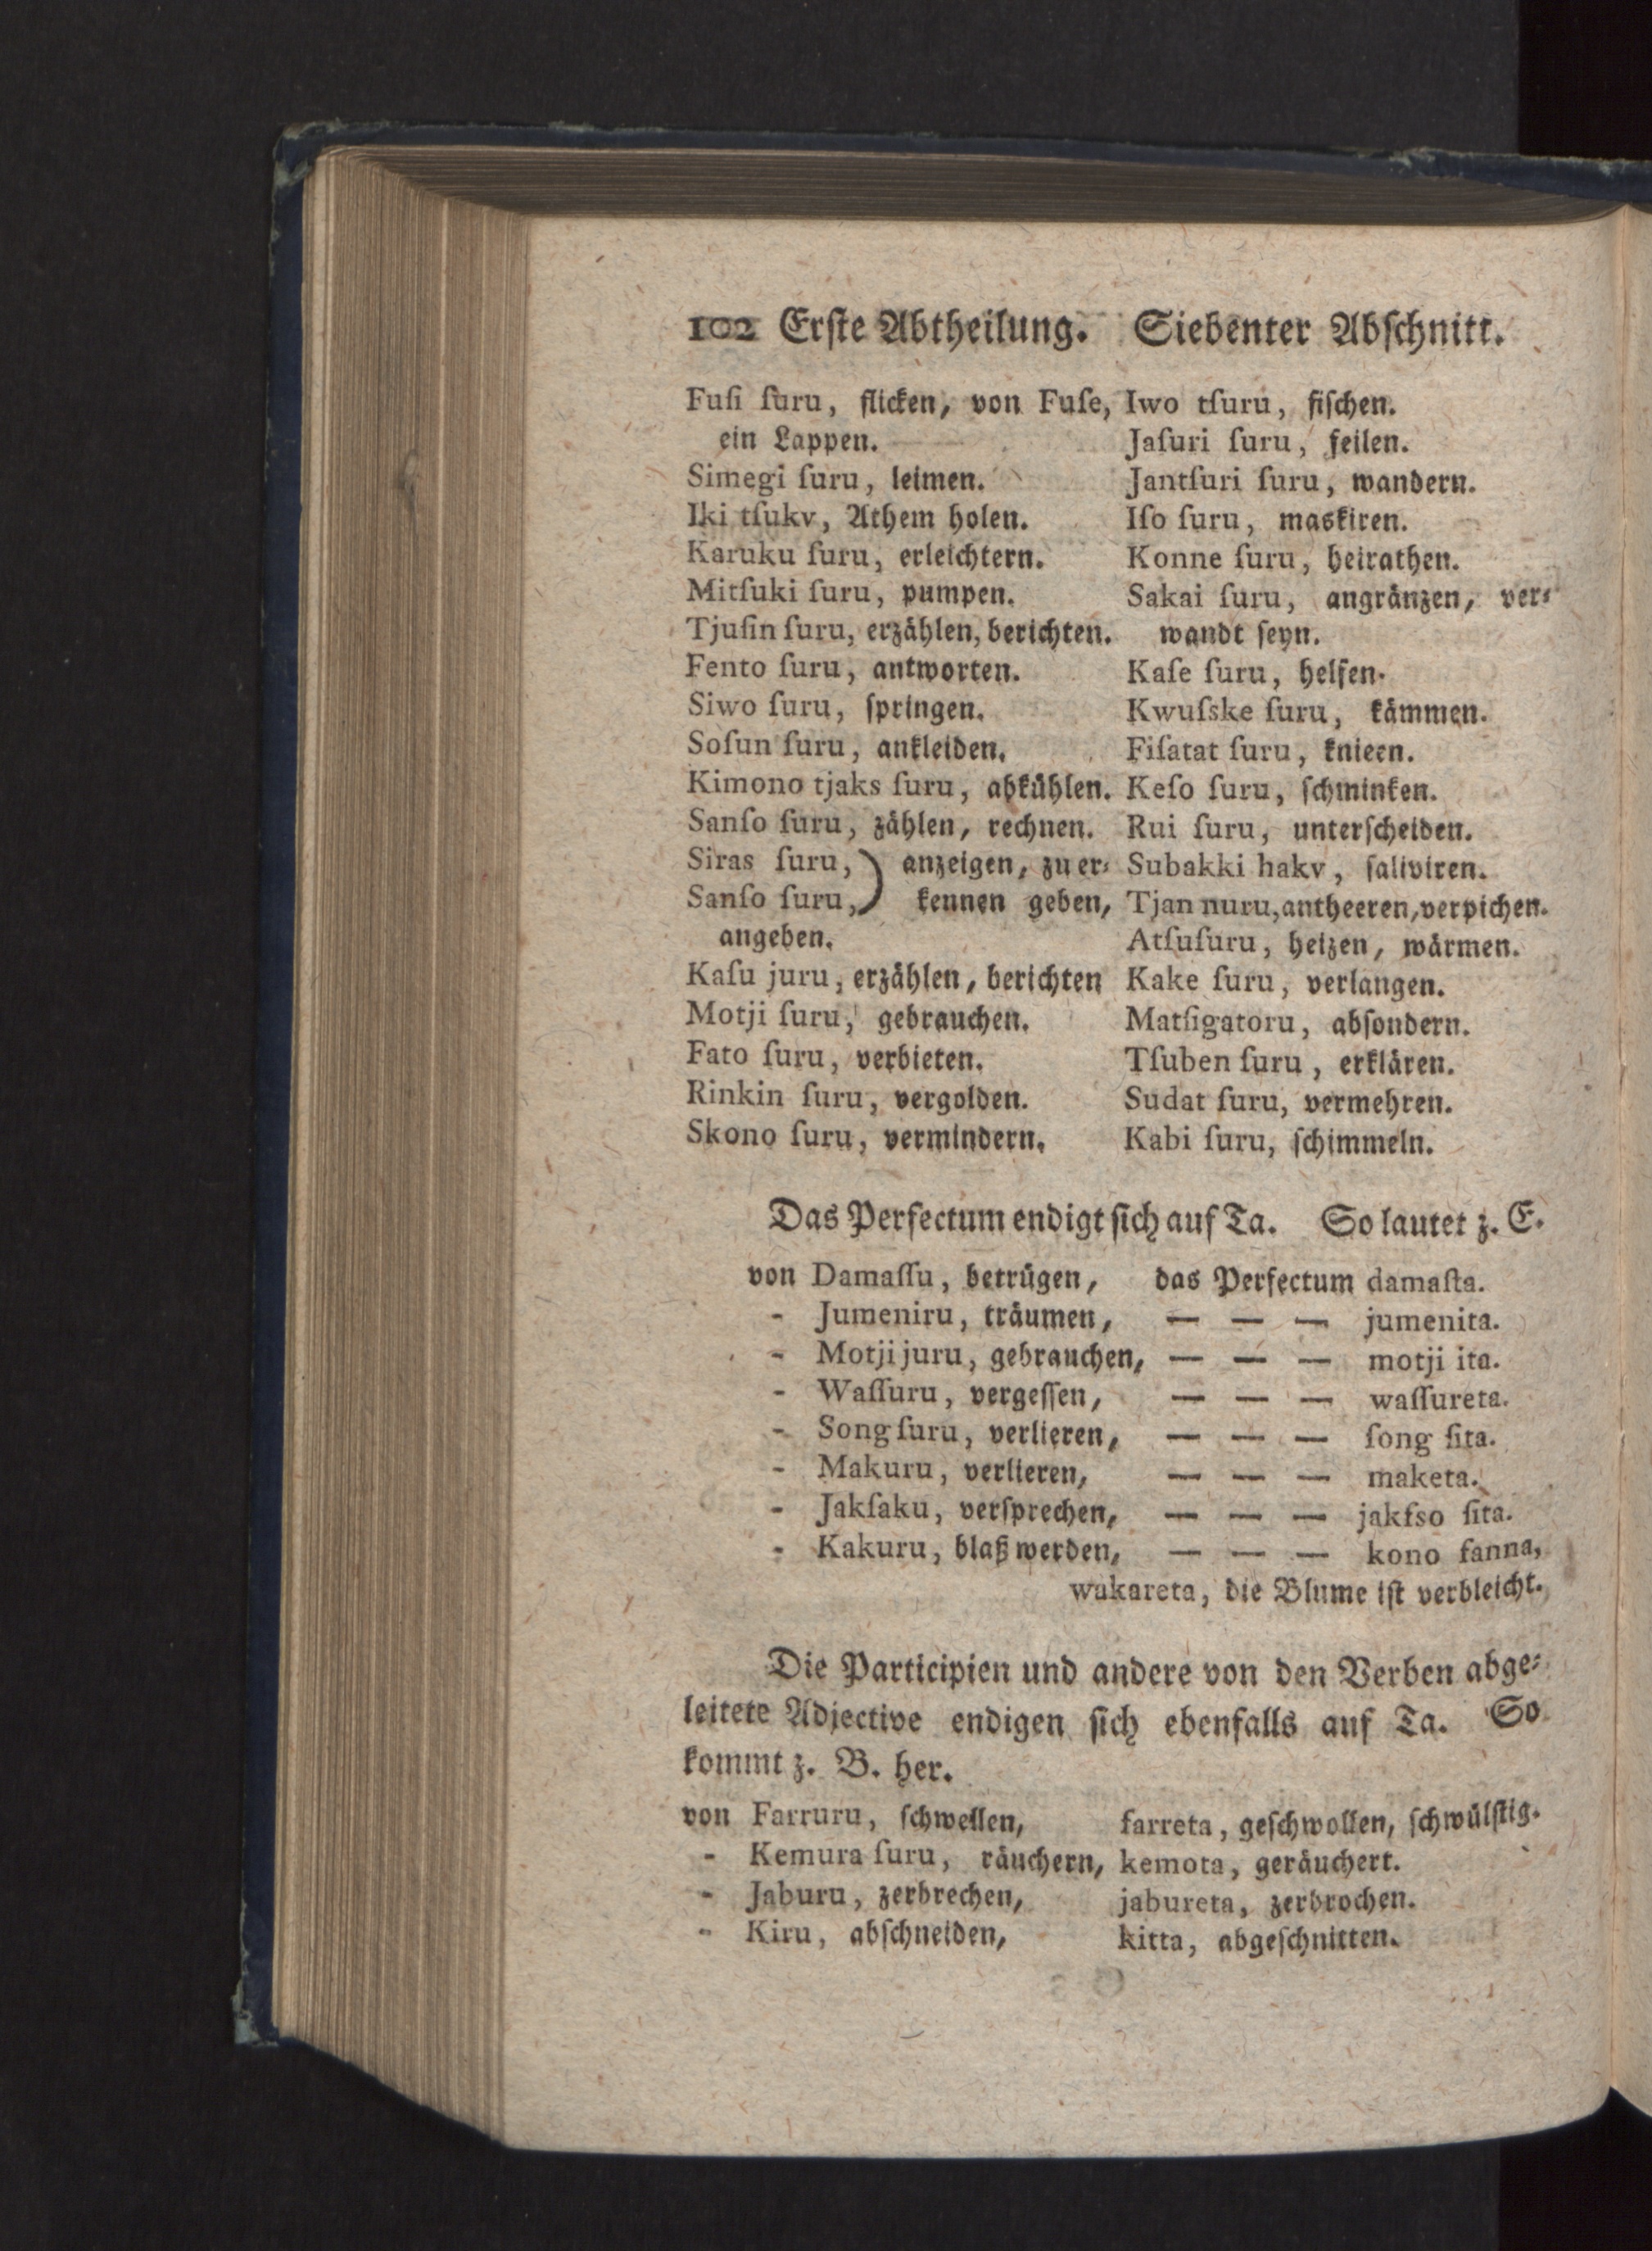 102 Erste Abtheilung. Siebenter Abschnitt.
Fuſi ſuru, flicken, von Fuſe,
ein Lappen.
Simegi ſuru, leimen.
Iki tſukv, Athem holen.
Karuku ſuru, erleichtern.
Mitſuki ſuru, pumpen.
Tjuſin ſuru, erzählen, berichten.
Fento ſuru, antworten.
Siwo ſuru, ſpringen.
Soſun ſuru, ankleiden.
Kimono tjaks ſuru, abkühlen.
Sanſo ſuru, zählen, rechnen.
Siras ſuru, ) anzeigen, zu er-
Sanſo ſuru, ) kennen geben,
angeben.
Kaſu juru, erzählen, berichten
Motji ſuru, gebrauchen.
Fato ſuru, verbieten.
Rinkin ſuru, vergolden.
Skono ſuru, vermindern.
Iwo tſuru, fiſchen.
Jaſuri ſuru, feilen.
Jantſuri ſuru, wandern.
Iſo ſuru, maskiren.
Konne ſuru, heirathen.
Sakai ſuru, angränzen, ver-
wandt ſeyn.
Kaſe ſuru, helfen.
Kwuſske ſuru, kämmen.
Fiſatat ſuru, knieen.
Keſo ſuru, ſchminken.
Rui ſuru, unterſcheiden.
Subakki hakv, ſaliviren.
Tjan nuru, antheeren, verpichen.
Atſuſuru, heizen, wärmen.
Kake ſuru, verlangen.
Matſigatoru, abſondern.
Tſuben ſuru, erklären.
Sudat ſuru, vermehren.
Kabi ſuru, ſchimmeln.
Das Perfectum endigt ſich auf Ta. So lautet z. E.
von Damaſſu, betrügen, das Perfectum damaſta.
- Jumeniru, träumen, — — — jumenita.
- Motji juru, gebrauchen, — — — motji ita.
- Waſſuru, vergeſſen, — — — waſſureta.
- Song ſuru, verlieren, — — — ſong ſita.
- Makuru, verlieren, — — — maketa.
- Jakſaku, verſprechen, — — — jakſso ſita.
- Kakuru, blaß werden, — — — kono fanna,
wakareta, die Blume iſt verbleicht.
Die Participien und andere von den Verben abge-
leitete Adjective endigen ſich ebenfalls auf Ta. So
kommt z. B. her.
von Farruru, ſchwellen, farreta, geſchwollen, ſchwülſtig.
- Kemura ſuru, räuchern, kemota, geräuchert.
- Jaburu, zerbrechen, jabureta, zerbrochen.
- Kiru, abſchneiden, kitta, abgeſchnitten.